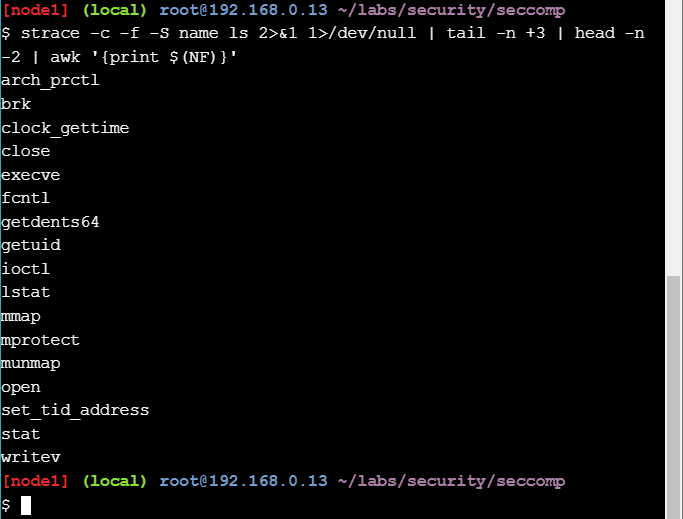 [node1] (local) root@192.168.0.13 ~/labs/security/seccomp
$ strace -c -f -S name ls 2>&1 1>/dev/null | tail -n +3 | head -n
-2 | awk '{print $(NF)}'
arch_prctl
brk
clock_gettime
close
execve
fcntl
getdents64
getuid
ioctl
lstat
mmap
mprotect
munmap
open
set_tid_address
stat
writev
[node1] (local) root@192.168.0.13 ~/labs/security/seccomp
$